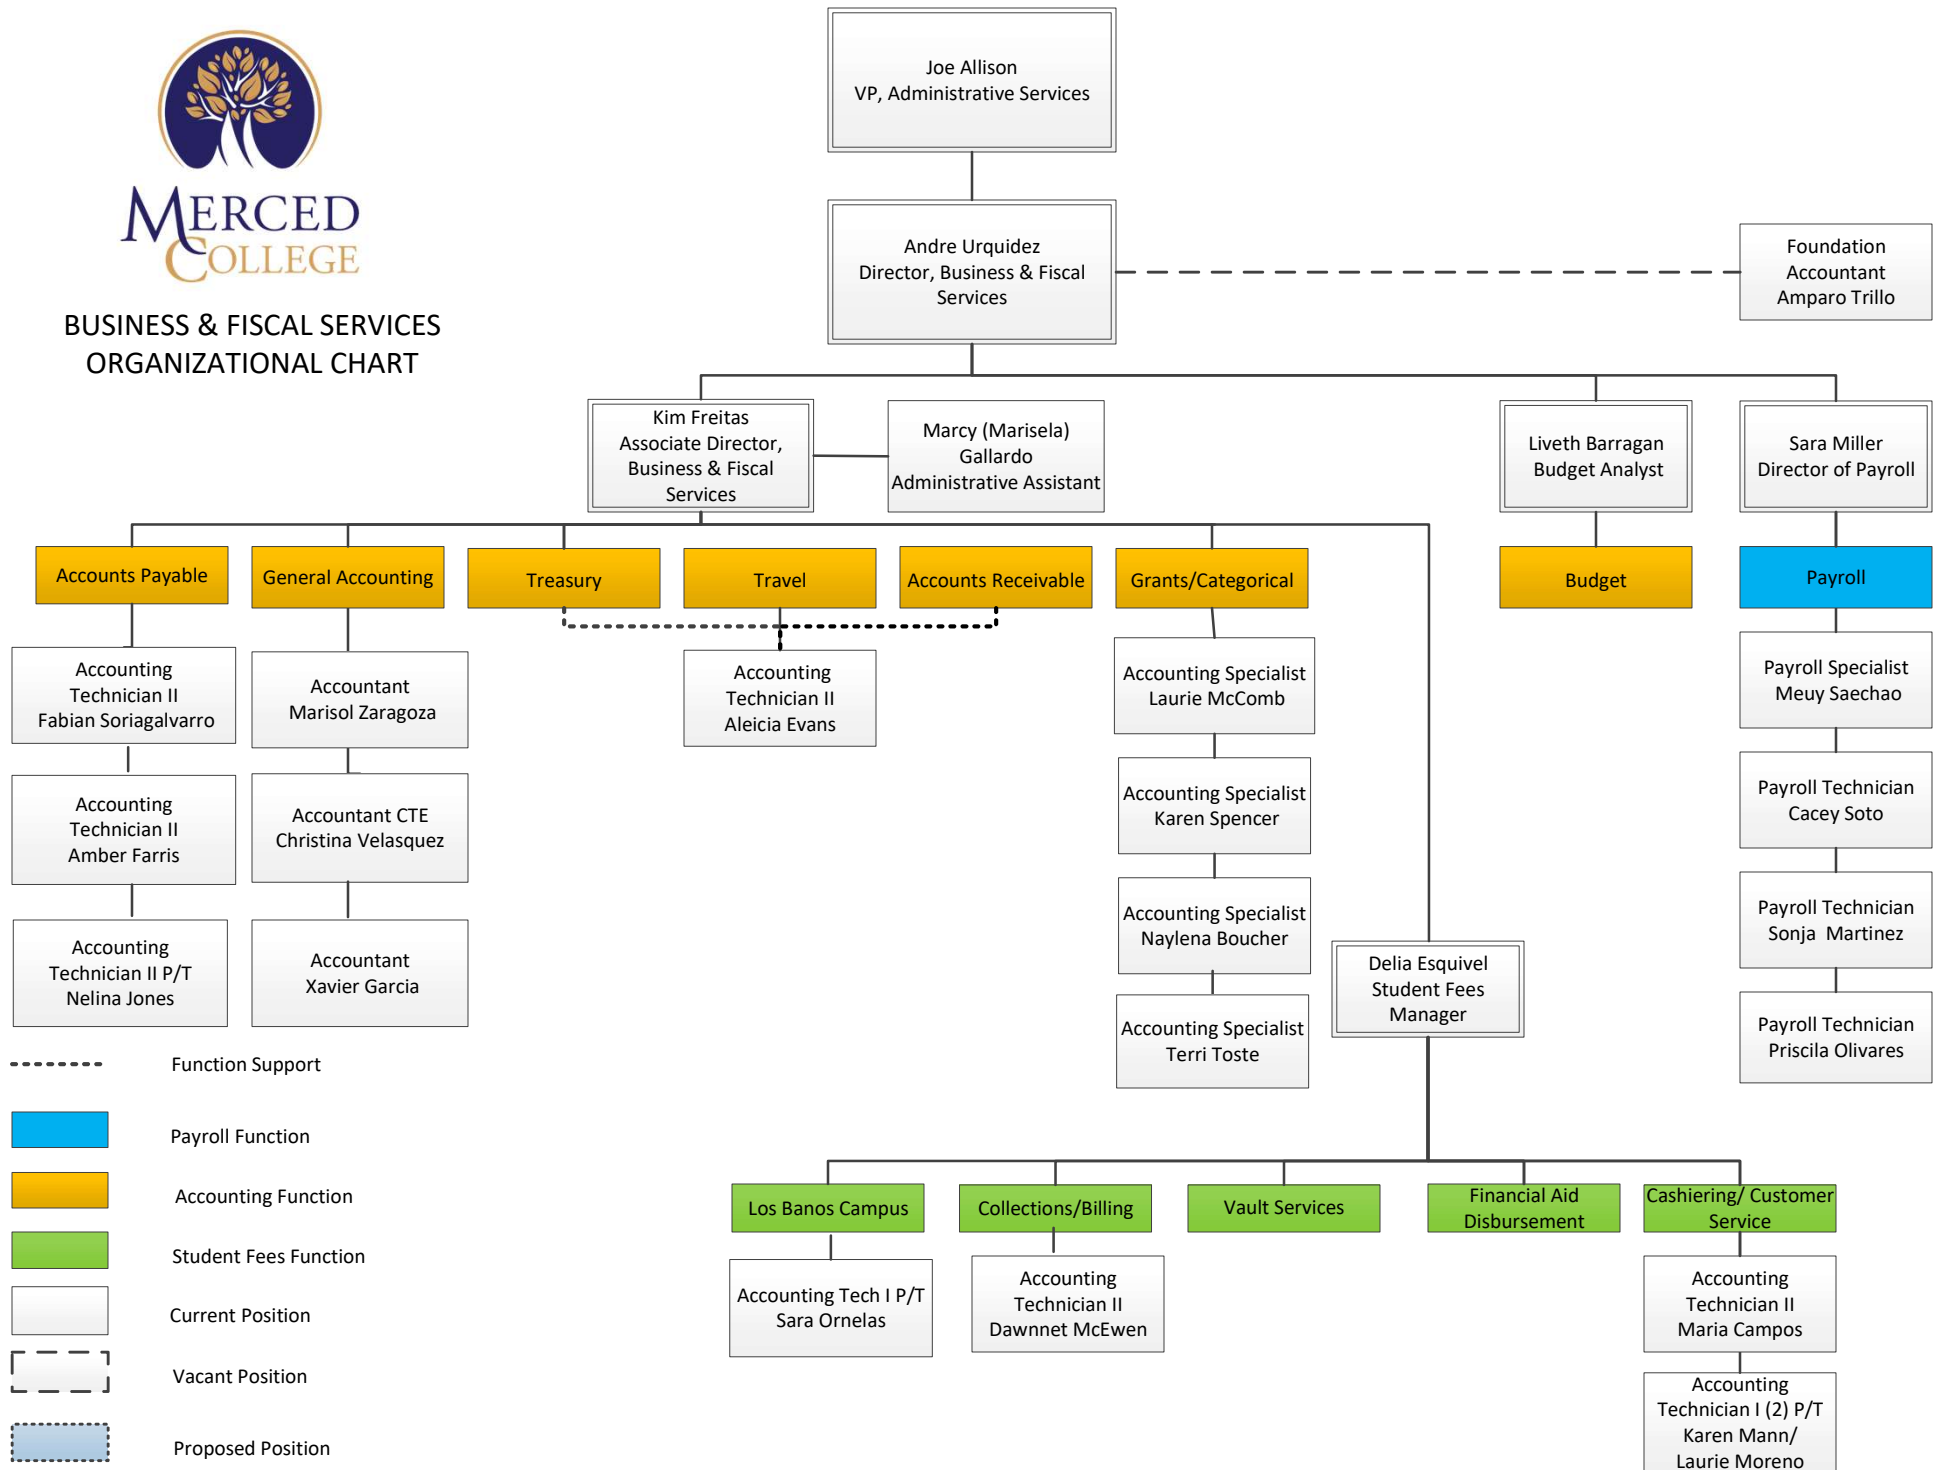 MERCED
COLLEGE
BUSINESS & FISCAL SERVICES
ORGANIZATIONAL CHART
Joe Allison
VP, Administrative Services
Andre Urquidez
Director, Business & Fiscal
Services
Foundation
Accountant
Amparo Trillo
Kim Freitas
Associate Director,
Business & Fiscal
Services
Marcy (Marisela)
Gallardo
Administrative Assistant
Liveth Barragan
Budget Analyst
Sara Miller
Director of Payroll
Accounts Payable
General Accounting
Treasury
Travel
Accounts Receivable
Grants/Categorical
Budget
Payroll
Accounting
Technician II
Fabian Soriagalvarro
Accounting
Technician II
Amber Farris
Accounting
Technician II P/T
Nelina Jones
Accountant
Marisol Zaragoza
Accountant CTE
Christina Velasquez
Accountant
Xavier Garcia
Accounting
Technician II
Aleicia Evans
Accounting Specialist
Laurie McComb
Accounting Specialist
Karen Spencer
Accounting Specialist
Naylena Boucher
Accounting Specialist
Terri Toste
Delia Esquivel
Student Fees
Manager
Payroll Specialist
Meuy Saechao
Payroll Technician
Cacey Soto
Payroll Technician
Sonja  Martinez
Payroll Technician
Priscila Olivares
Los Banos Campus
Collections/Billing
Vault Services
Financial Aid
Disbursement
Cashiering/ Customer
Service
Accounting Tech I P/T
Sara Ornelas
Accounting
Technician II
Dawnnet McEwen
Accounting
Technician II
Maria Campos
Accounting
Technician I (2) P/T
Karen Mann/
Laurie Moreno
Function Support
Payroll Function
Accounting Function
Student Fees Function
Current Position
Vacant Position
Proposed Position